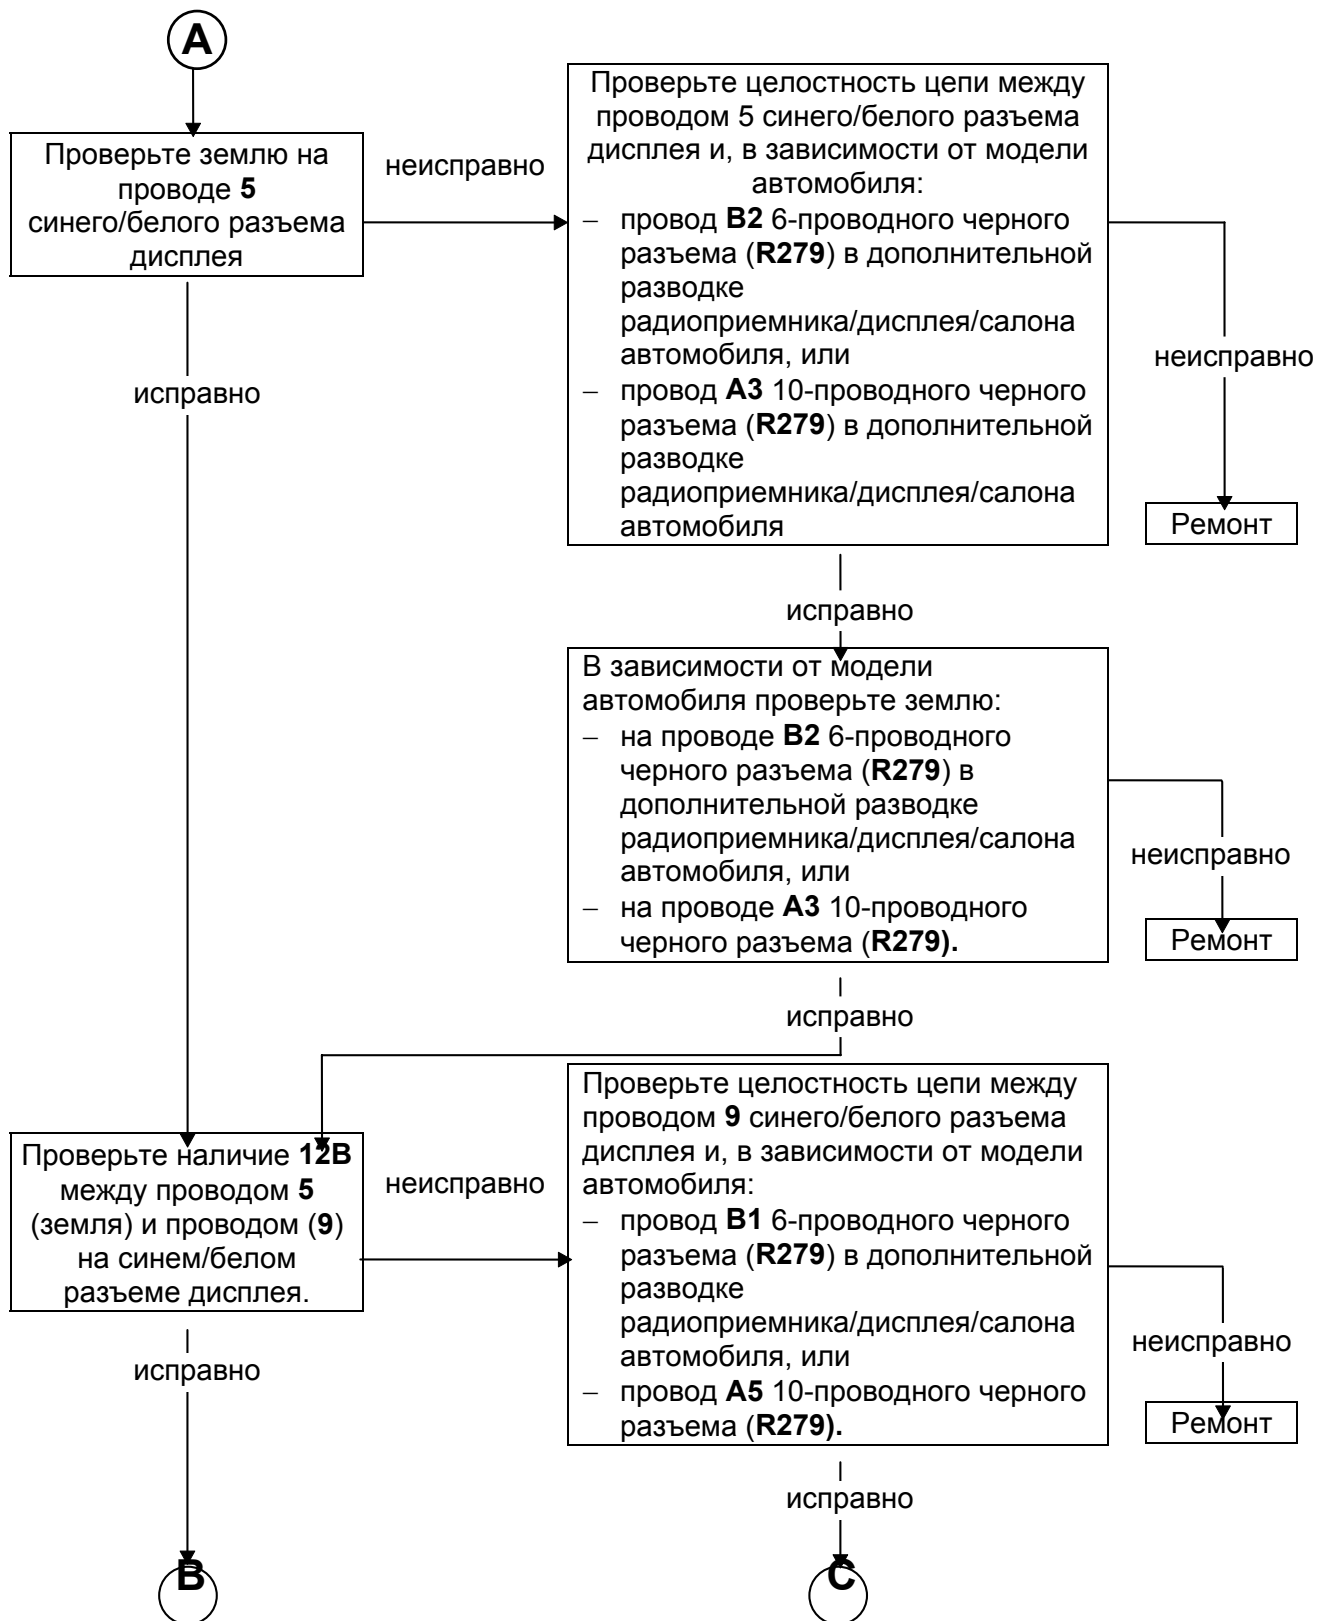 A
Проверьте землю на
проводе 5
синего/белого разъема
дисплея
неисправно
Проверьте целостность цепи между
проводом 5 синего/белого разъема
дисплея и, в зависимости от модели
автомобиля:
– провод B2 6-проводного черного
разъема (R279) в дополнительной
разводке
радиоприемника/дисплея/салона
автомобиля, или
– провод A3 10-проводного черного
разъема (R279) в дополнительной
разводке
радиоприемника/дисплея/салона
автомобиля
неисправно
Ремонт
исправно
исправно
В зависимости от модели
автомобиля проверьте землю:
– на проводе B2 6-проводного
черного разъема (R279) в
дополнительной разводке
радиоприемника/дисплея/салона
автомобиля, или
– на проводе A3 10-проводного
черного разъема (R279).
неисправно
Ремонт
исправно
Проверьте наличие 12В
между проводом 5
(земля) и проводом (9)
на синем/белом
разъеме дисплея.
неисправно
Проверьте целостность цепи между
проводом 9 синего/белого разъема
дисплея и, в зависимости от модели
автомобиля:
– провод B1 6-проводного черного
разъема (R279) в дополнительной
разводке
радиоприемника/дисплея/салона
автомобиля, или
– провод A5 10-проводного черного
разъема (R279).
неисправно
Ремонт
исправно
исправно
B
C